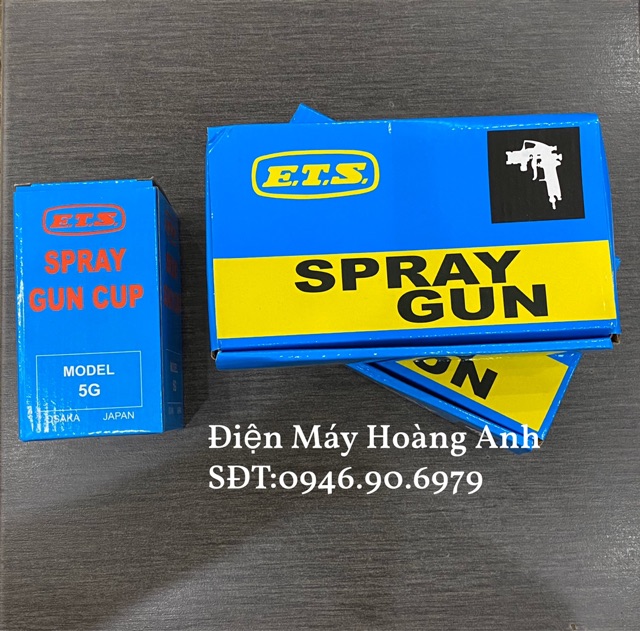 E.T.S.
SPRAY
GUN CUP
MODEL
5G
OSAKA JAPAN
E.T.S.
SPRAY
GUN
GUN
Điện Máy Hoàng Anh
SĐT:0946.90.6979